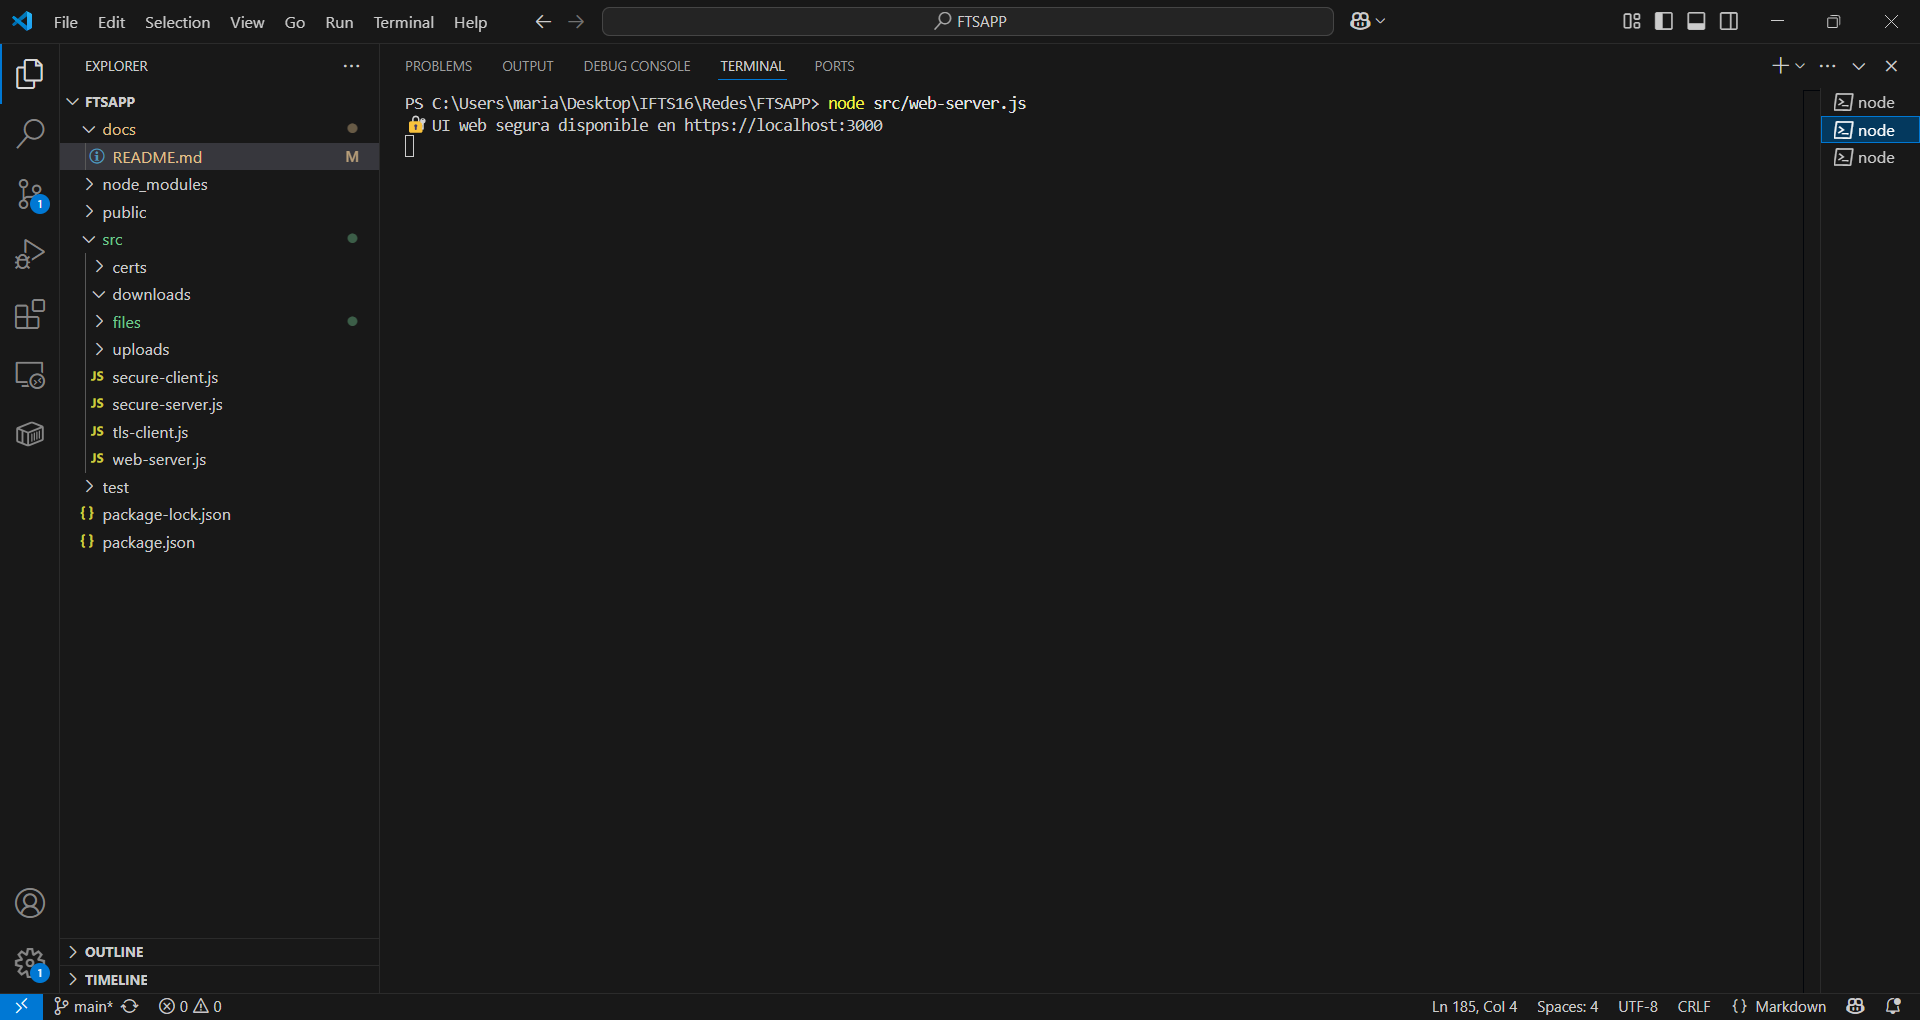 File Edit Selection View Go Run Terminal Help
FTSAPP
EXPLORER
FTSAPP
docs
README.md M
node_modules
public
src
certs
downloads
files
uploads
JS secure-client.js
JS secure-server.js
JS tls-client.js
JS web-server.js
test
{} package-lock.json
{} package.json
OUTLINE
TIMELINE
1
1
PROBLEMS OUTPUT DEBUG CONSOLE TERMINAL PORTS
PS C:\Users\maria\Desktop\IFTS16\Redes\FTSAPP> node src/web-server.js
UI web segura disponible en https://localhost:3000
node
node
node
main* 0 0
Ln 185, Col 4 Spaces: 4 UTF-8 CRLF {} Markdown